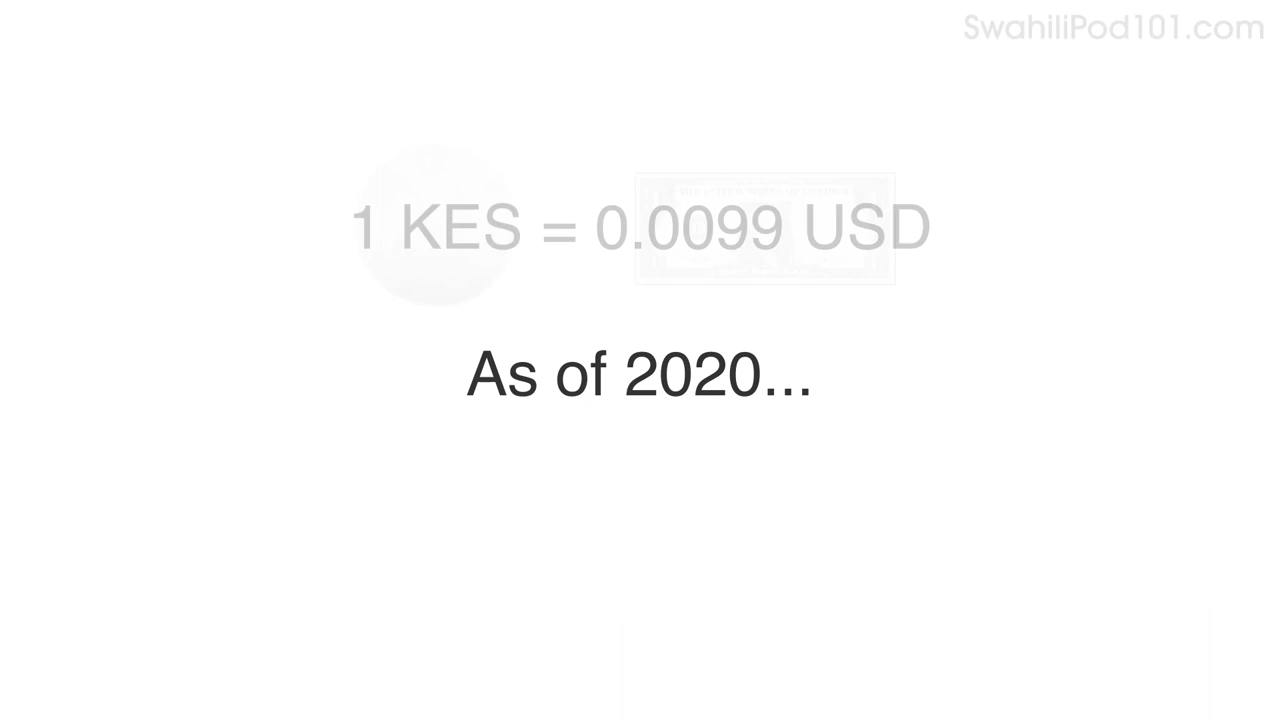 SwahiliPod101.com
1 KES = 0.0099 USD
As of 2020...